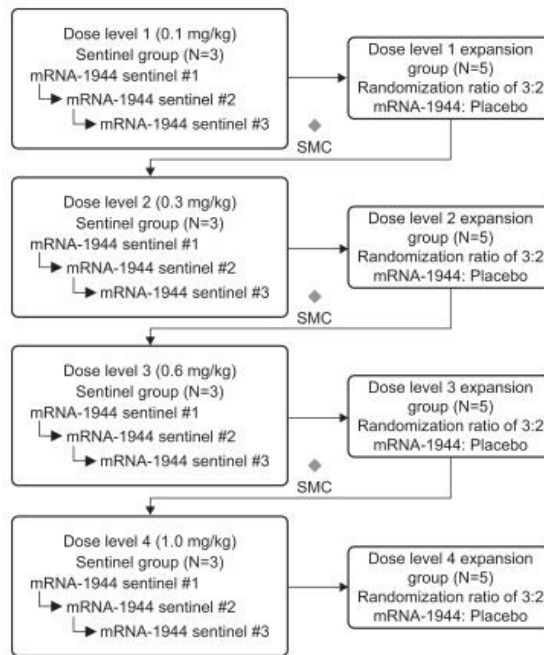 Dose level 1 (0.1 mg/kg)
Sentinel group (N=3)
mRNA-1944 sentinel #1
mRNA-1944 sentinel #2
mRNA-1944 sentinel #3
Dose level 1 expansion
group (N=5)
Randomization ratio of 3:2
mRNA-1944: Placebo
SMC
Dose level 2 (0.3 mg/kg)
Sentinel group (N=3)
mRNA-1944 sentinel #1
mRNA-1944 sentinel #2
mRNA-1944 sentinel #3
Dose level 2 expansion
group (N=5)
Randomization ratio of 3:2
mRNA-1944: Placebo
SMC
Dose level 3 (0.6 mg/kg)
Sentinel group (N=3)
mRNA-1944 sentinel #1
mRNA-1944 sentinel #2
mRNA-1944 sentinel #3
Dose level 3 expansion
group (N=5)
Randomization ratio of 3:2
mRNA-1944: Placebo
SMC
Dose level 4 (1.0 mg/kg)
Sentinel group (N=3)
mRNA-1944 sentinel #1
mRNA-1944 sentinel #2
mRNA-1944 sentinel #3
Dose level 4 expansion
group (N=5)
Randomization ratio of 3:2
mRNA-1944: Placebo